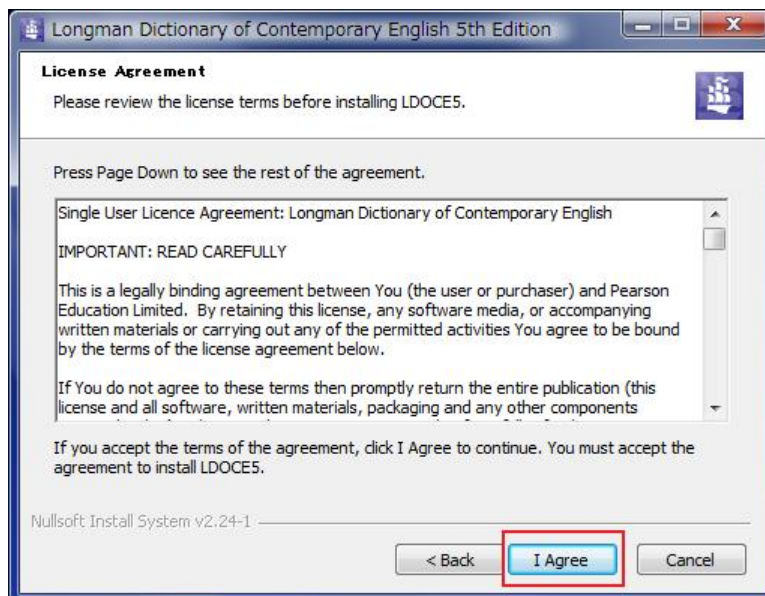 Longman Dictionary of Contemporary English 5th Edition
License Agreement
Please review the license terms before installing LDOCE5.
Press Page Down to see the rest of the agreement.
Single User Licence Agreement: Longman Dictionary of Contemporary English
IMPORTANT: READ CAREFULLY
This is a legally binding agreement between You (the user or purchaser) and Pearson
Education Limited.  By retaining this license, any software media, or accompanying
written materials or carrying out any of the permitted activities You agree to be bound
by the terms of the license agreement below.
If You do not agree to these terms then promptly return the entire publication (this
license and all software, written materials, packaging and any other components
If you accept the terms of the agreement, click I Agree to continue. You must accept the
agreement to install LDOCE5.
Nullsoft Install System v2.24-1
< Back
I Agree
Cancel